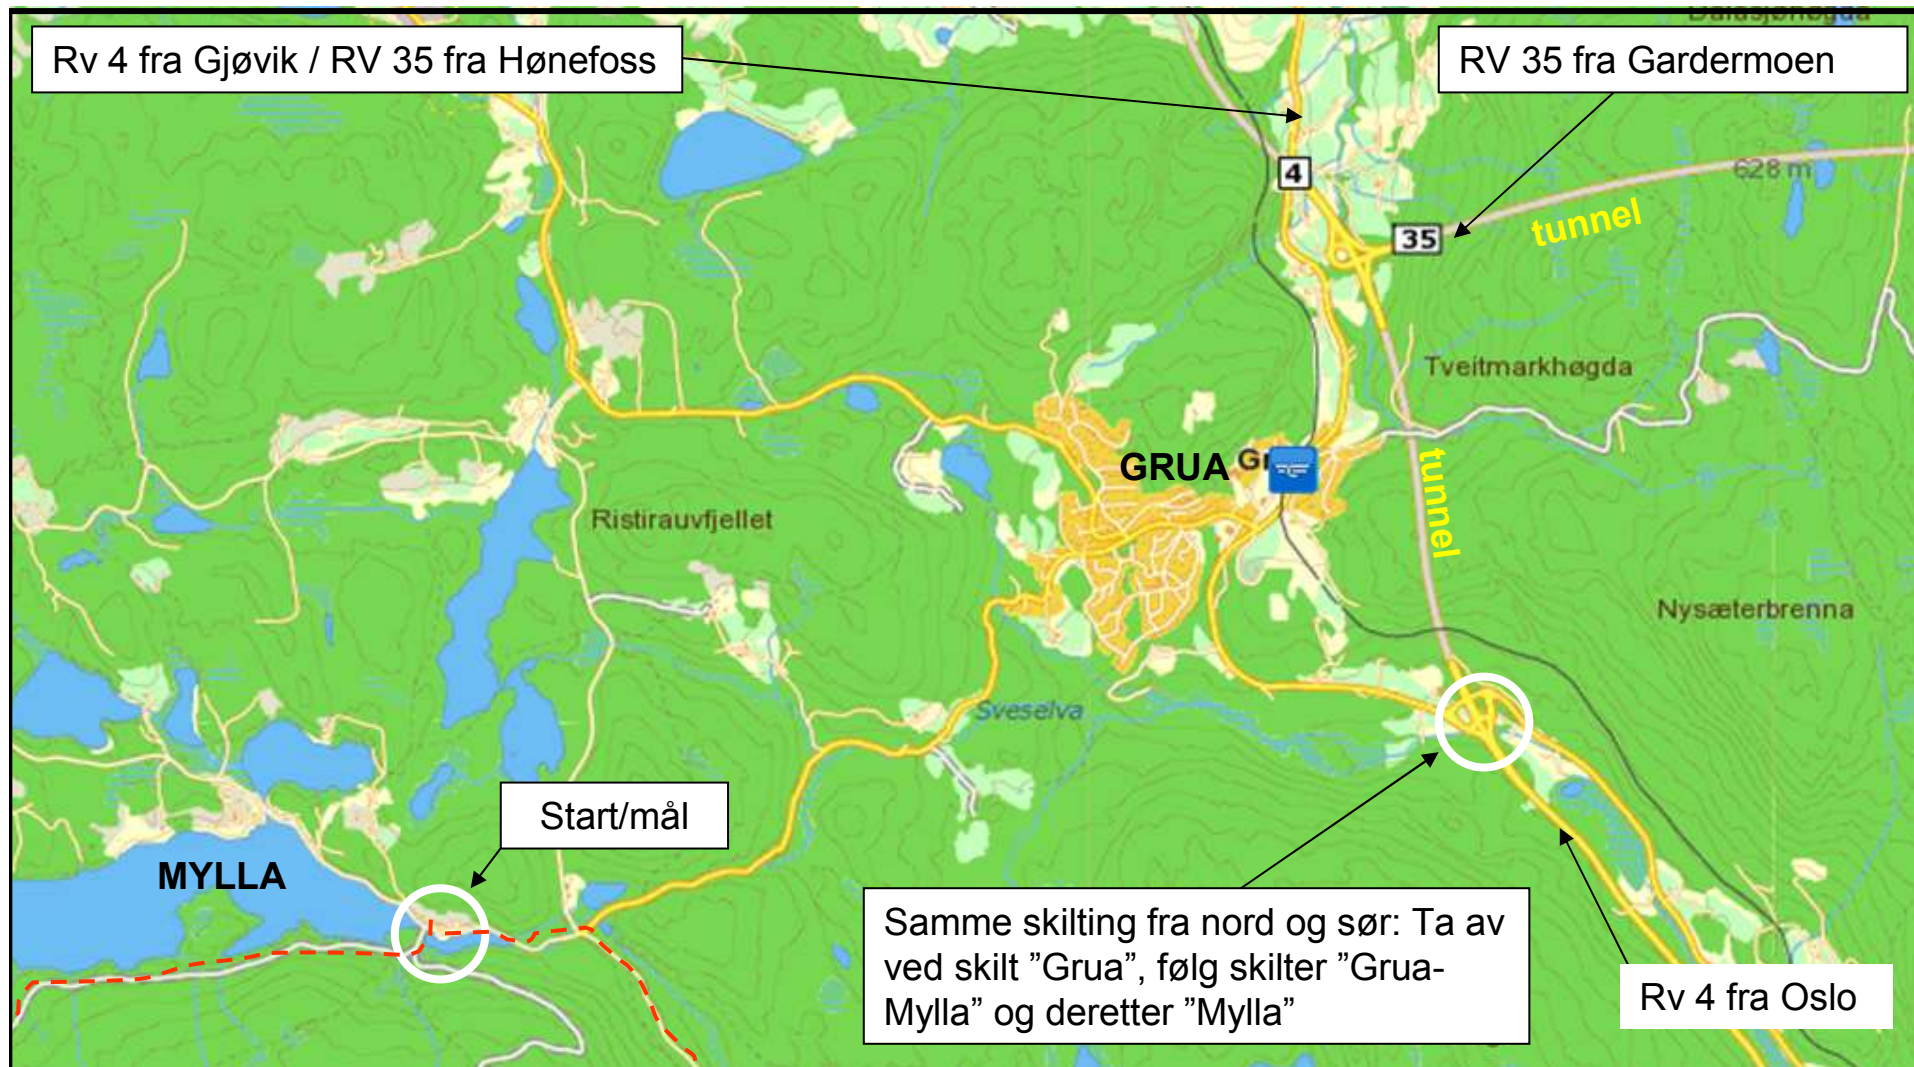 Rv 4 fra Gjøvik / RV 35 fra Hønefoss
RV 35 fra Gardermoen
4
628 m
tunnel
35
Tveitmarkhøgda
GRUA
tunnel
Ristirauvfjellet
Nysæterbrenna
Sveselva
Start/mål
MYLLA
Samme skilting fra nord og sør: Ta av
ved skilt ”Grua”, følg skilter ”Grua-
Mylla” og deretter ”Mylla”
Rv 4 fra Oslo